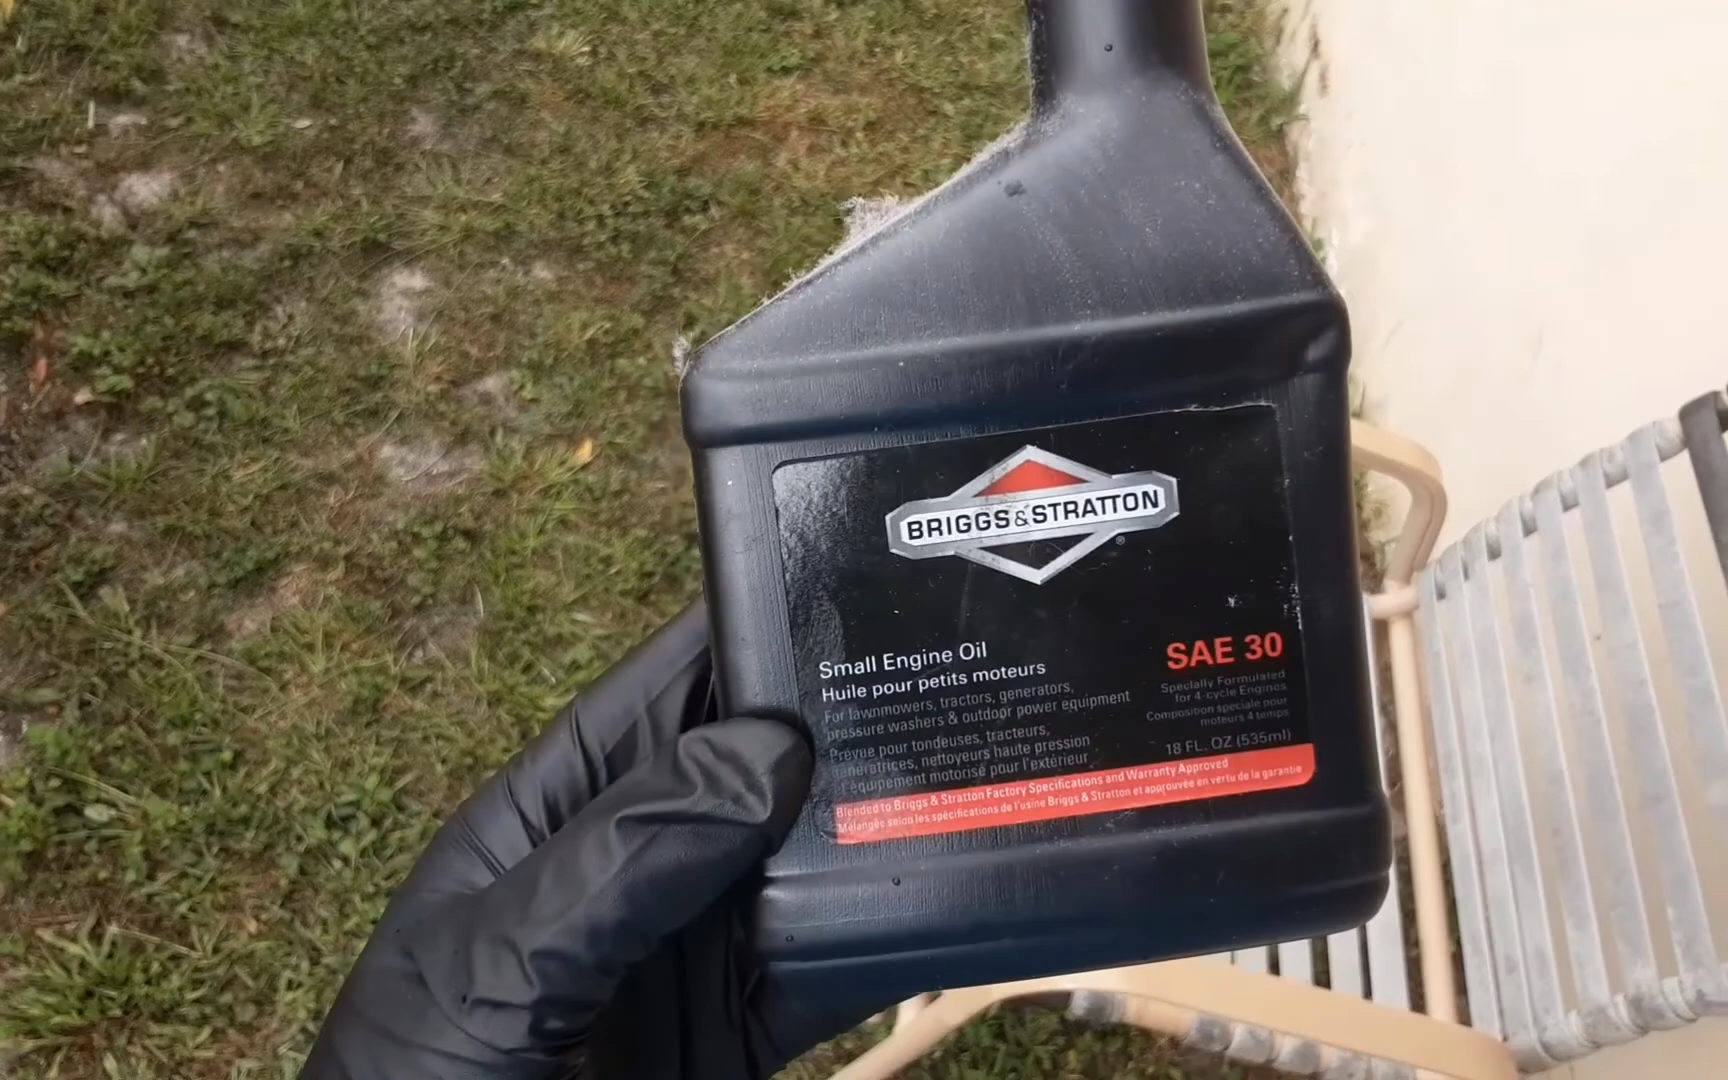 BRIGGS&STRATTON
®
Small Engine Oil
Huile pour petits moteurs
For lawnmowers, tractors, generators,
pressure washers & outdoor power equipment
Prévue pour tondeuses, tracteurs,
génératrices, nettoyeurs haute pression
équipement motorisé pour l'extérieur
SAE 30
Specially Formulated
for 4-cycle Engines
Composition speciale pour
moteurs 4 temps
18 FL. OZ (535ml)
Blended to Briggs & Stratton Factory Specifications and Warranty Approved
Mélangée selon les spécifications de l'usine Briggs & Stratton et approuvée en vertu de la garantie